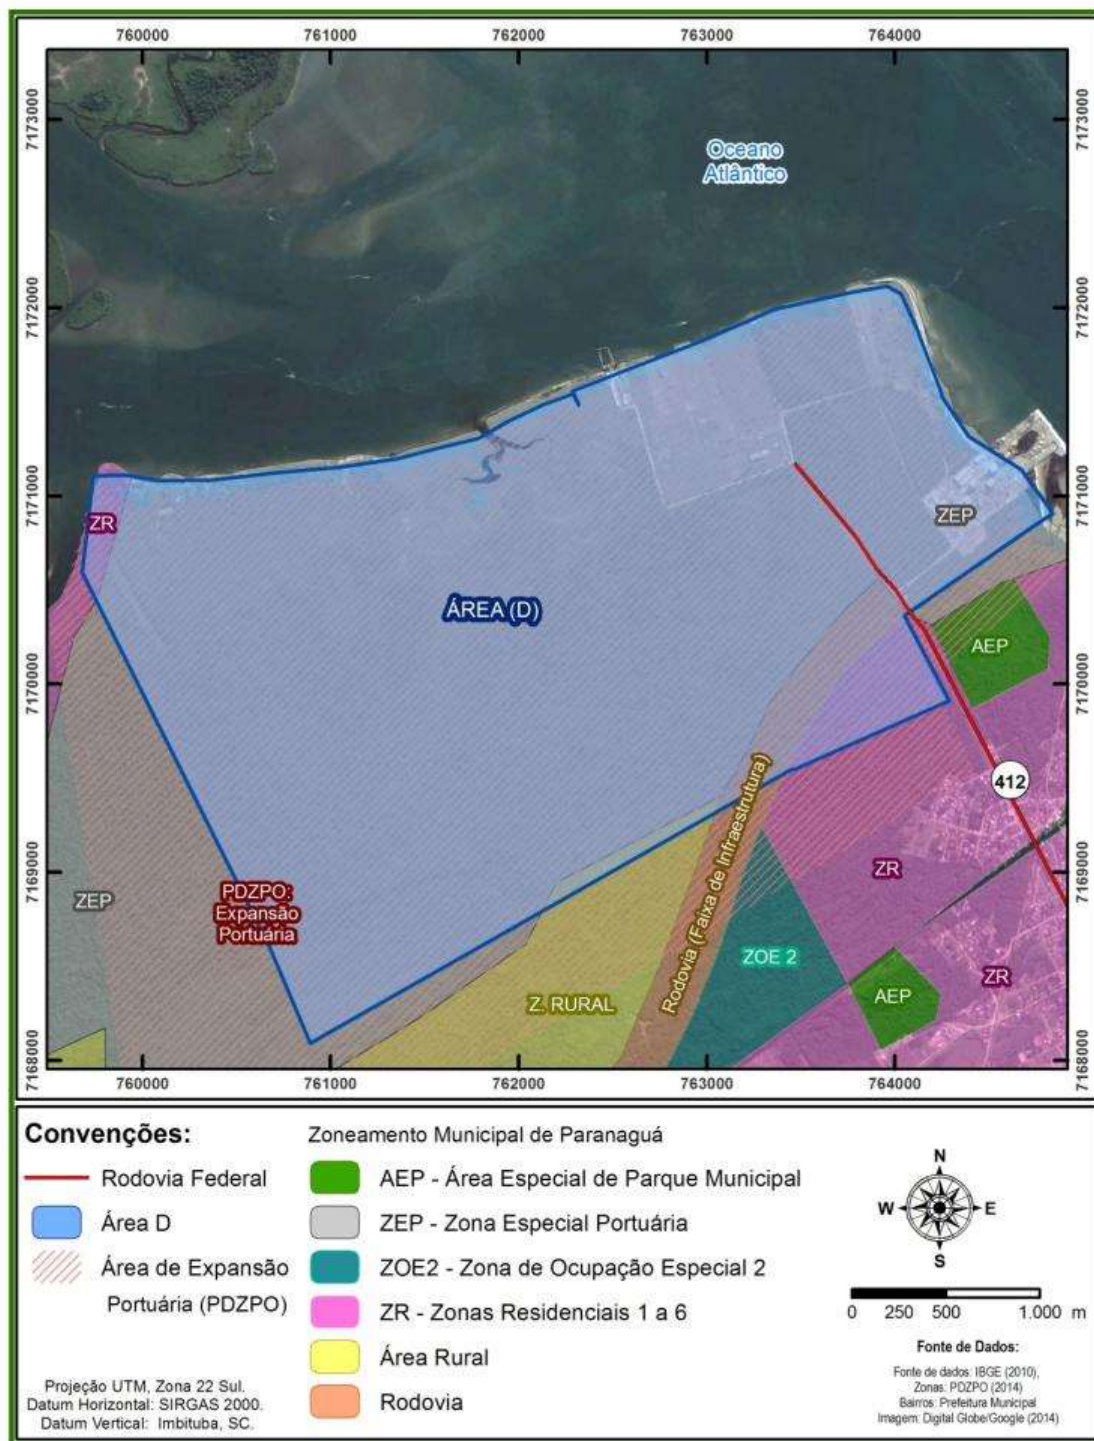 760000 761000 762000 763000 764000
7173000
7173000
Oceano
Atlântico
7172000
7172000
7171000
7171000
ZR
ZEP
ÁREA (D)
AEP
7170000
7170000
412
Rodovia (Faixa de Infraestrutura)
7169000
7169000
ZR
PDZPO:
Expansão
Portuária
ZEP
ZOE 2
ZR
Z. RURAL
AEP
7168000
7168000
760000 761000 762000 763000 764000
Convenções:
Rodovia Federal
Área D
Área de Expansão
Portuária (PDZPO)
Projeção UTM, Zona 22 Sul.
Datum Horizontal: SIRGAS 2000.
Datum Vertical: Imbituba, SC.
Zoneamento Municipal de Paranaguá
AEP - Área Especial de Parque Municipal
ZEP - Zona Especial Portuária
ZOE2 - Zona de Ocupação Especial 2
ZR - Zonas Residenciais 1 a 6
Área Rural
Rodovia
N
W E
S
0 250 500 1.000 m
Fonte de Dados:
Fonte de dados: IBGE (2010),
Zonas: PDZPO (2014)
Bairros: Prefeitura Municipal
Imagem: Digital Globe/Google (2014)